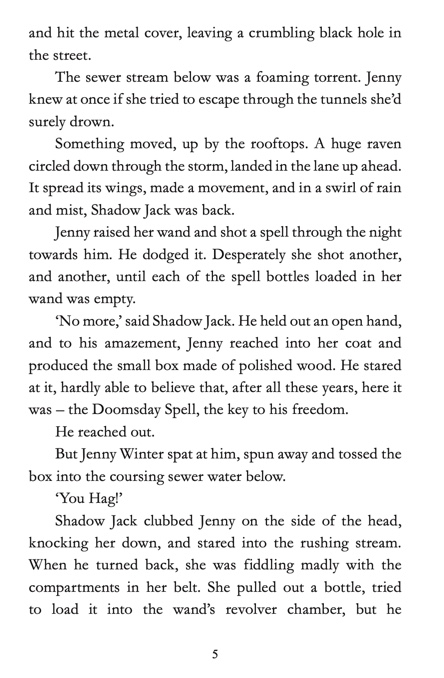 and hit the metal cover, leaving a crumbling black hole in
the street.
The sewer stream below was a foaming torrent. Jenny
knew at once if she tried to escape through the tunnels she’d
surely drown.
Something moved, up by the rooftops. A huge raven
circled down through the storm, landed in the lane up ahead.
It spread its wings, made a movement, and in a swirl of rain
and mist, Shadow Jack was back.
Jenny raised her wand and shot a spell through the night
towards him. He dodged it. Desperately she shot another,
and another, until each of the spell bottles loaded in her
wand was empty.
‘No more,’ said Shadow Jack. He held out an open hand,
and to his amazement, Jenny reached into her coat and
produced the small box made of polished wood. He stared
at it, hardly able to believe that, after all these years, here it
was – the Doomsday Spell, the key to his freedom.
He reached out.
But Jenny Winter spat at him, spun away and tossed the
box into the coursing sewer water below.
‘You Hag!’
Shadow Jack clubbed Jenny on the side of the head,
knocking her down, and stared into the rushing stream.
When he turned back, she was fiddling madly with the
compartments in her belt. She pulled out a bottle, tried
to load it into the wand’s revolver chamber, but he
5